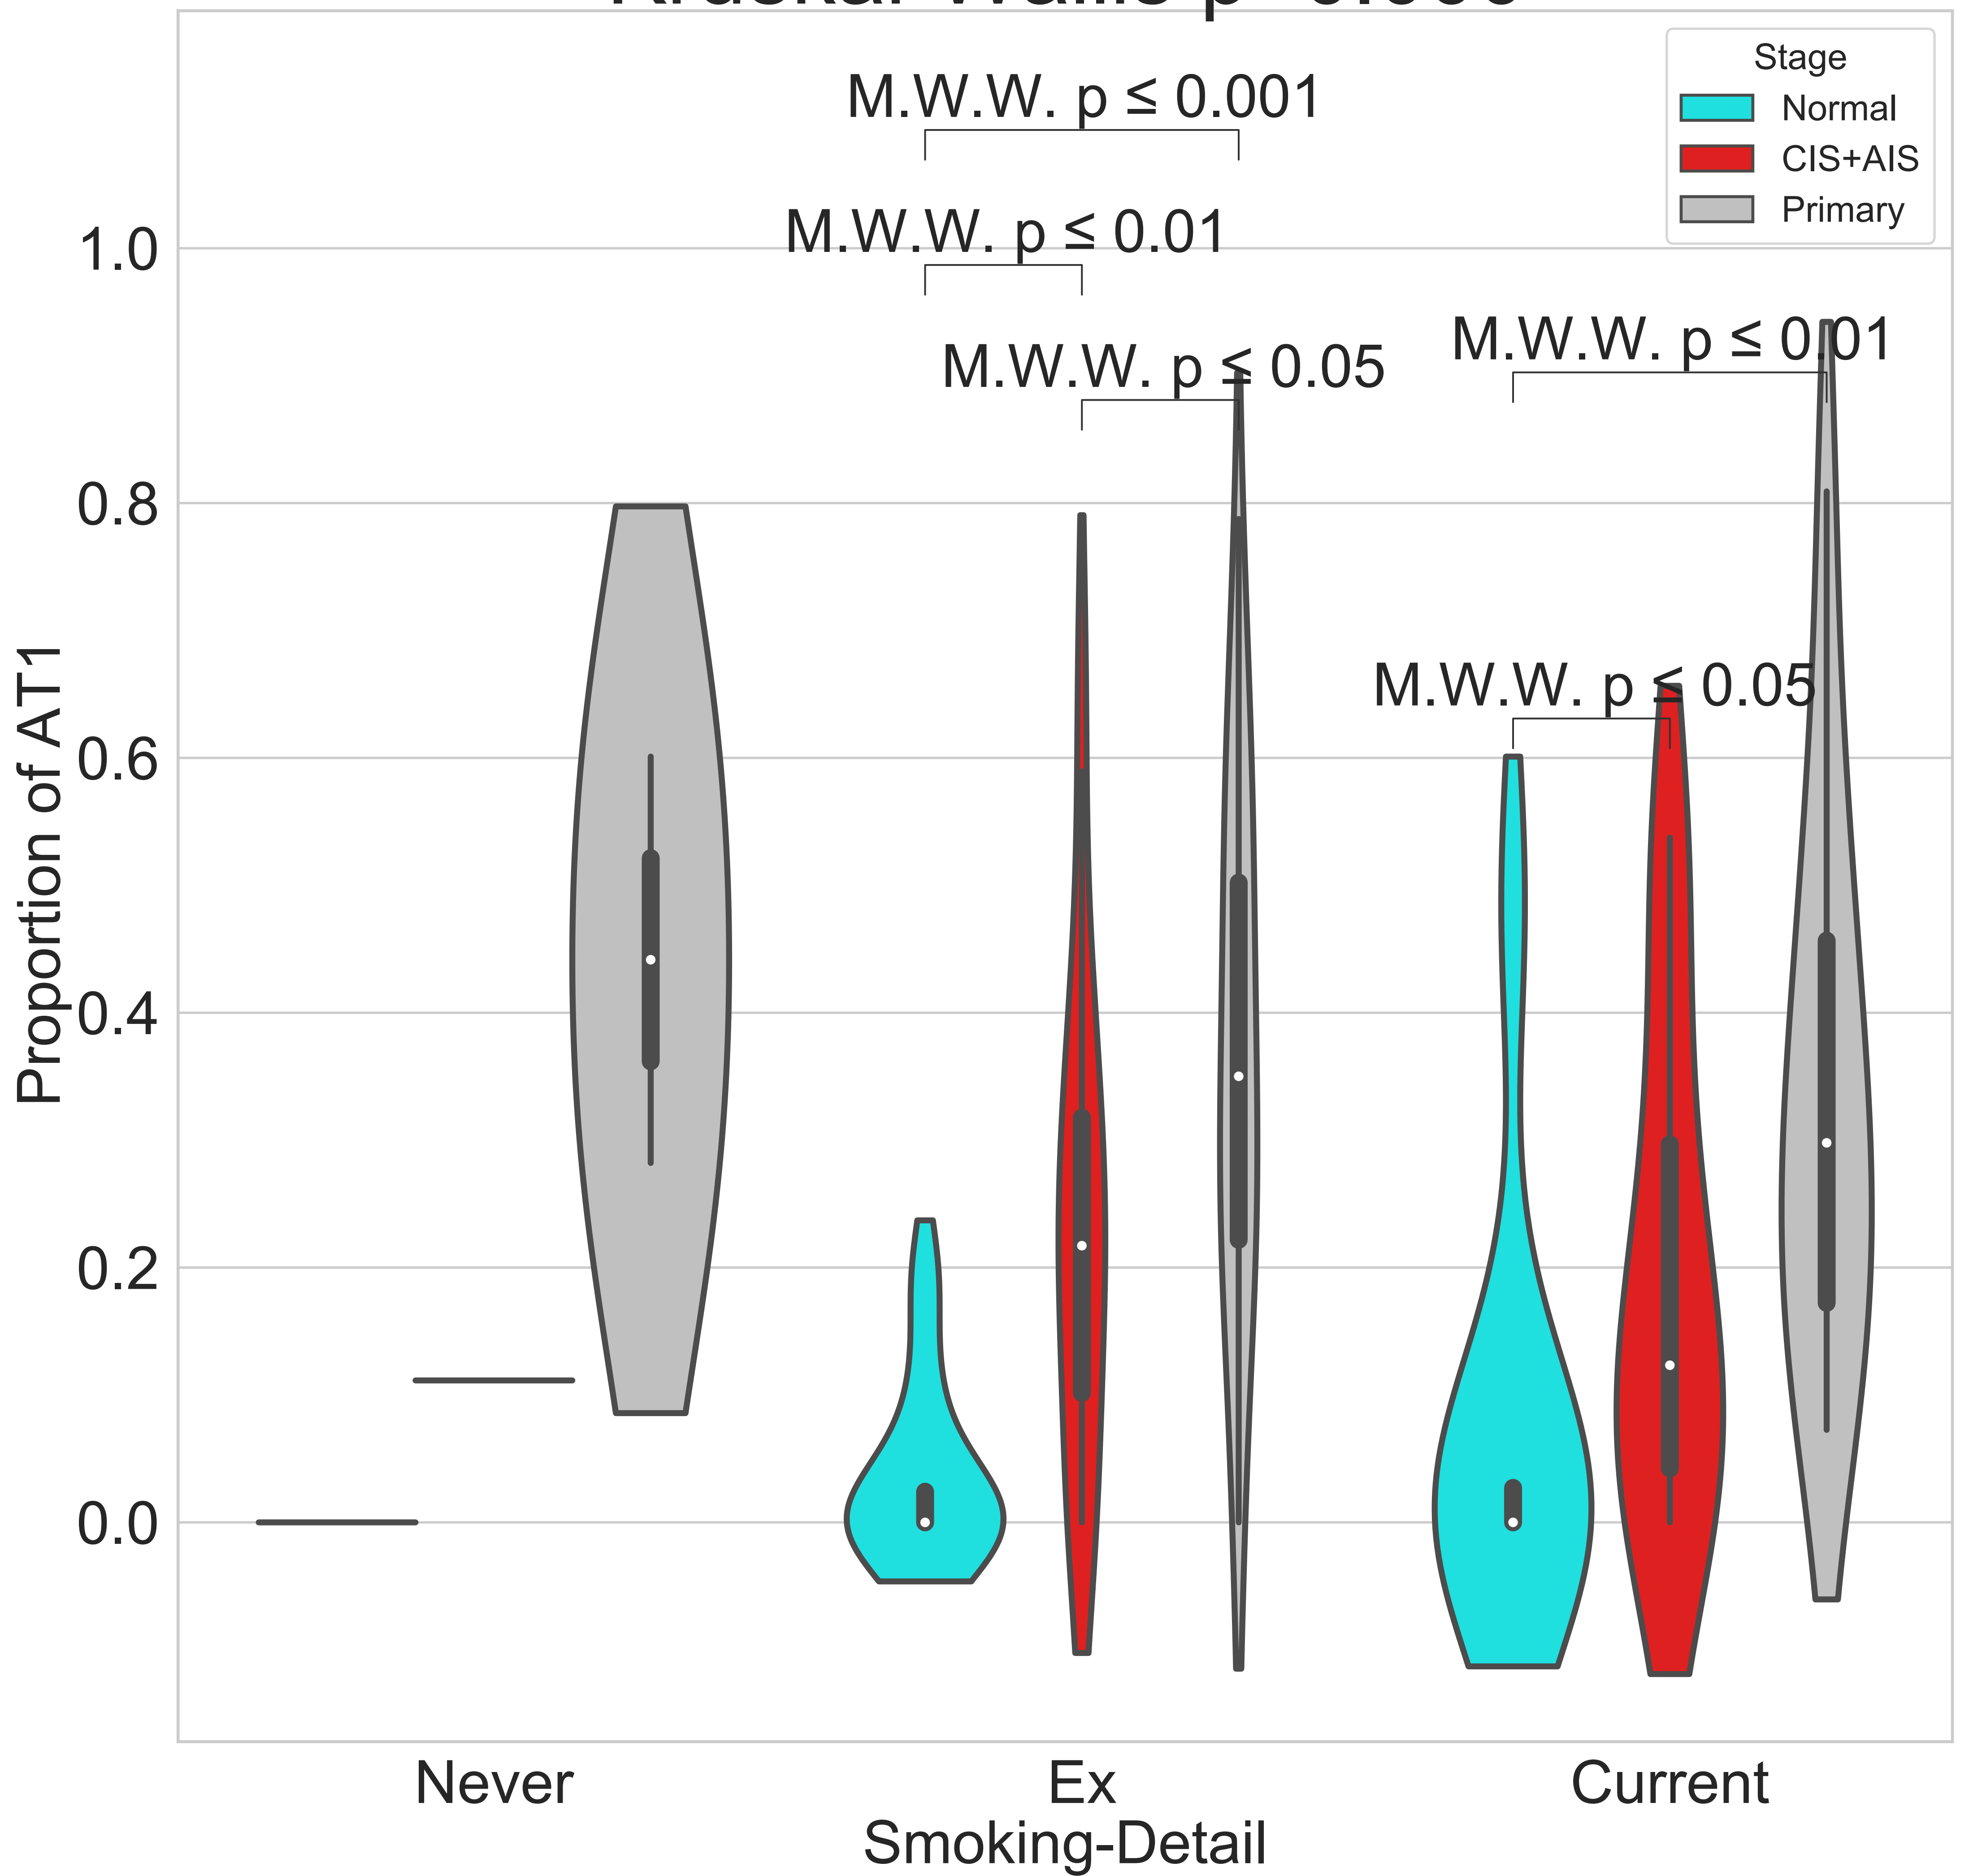 Stage
Normal
CIS+AIS
Primary
M.W.W. p ≤ 0.001
M.W.W. p ≤ 0.01
M.W.W. p ≤ 0.05
M.W.W. p ≤ 0.01
M.W.W. p ≤ 0.05
1.0
0.8
0.6
0.4
0.2
0.0
Proportion of AT1
Never
Ex
Current
Smoking-Detail